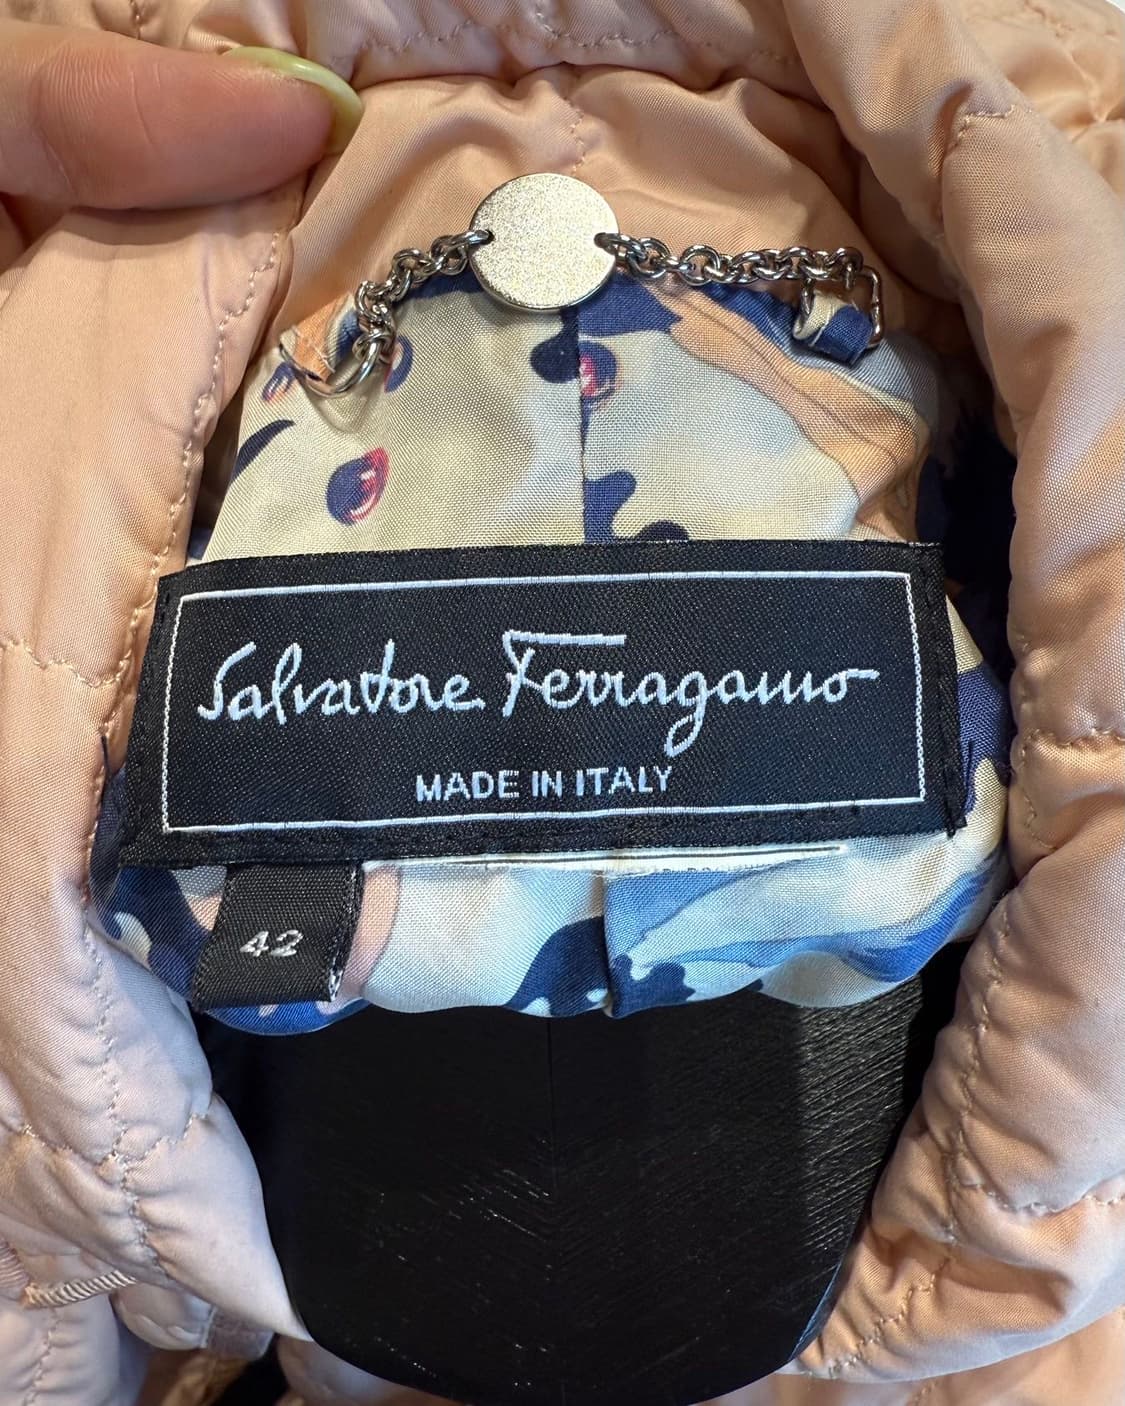 Salvatore Ferragamo
MADE IN ITALY
42